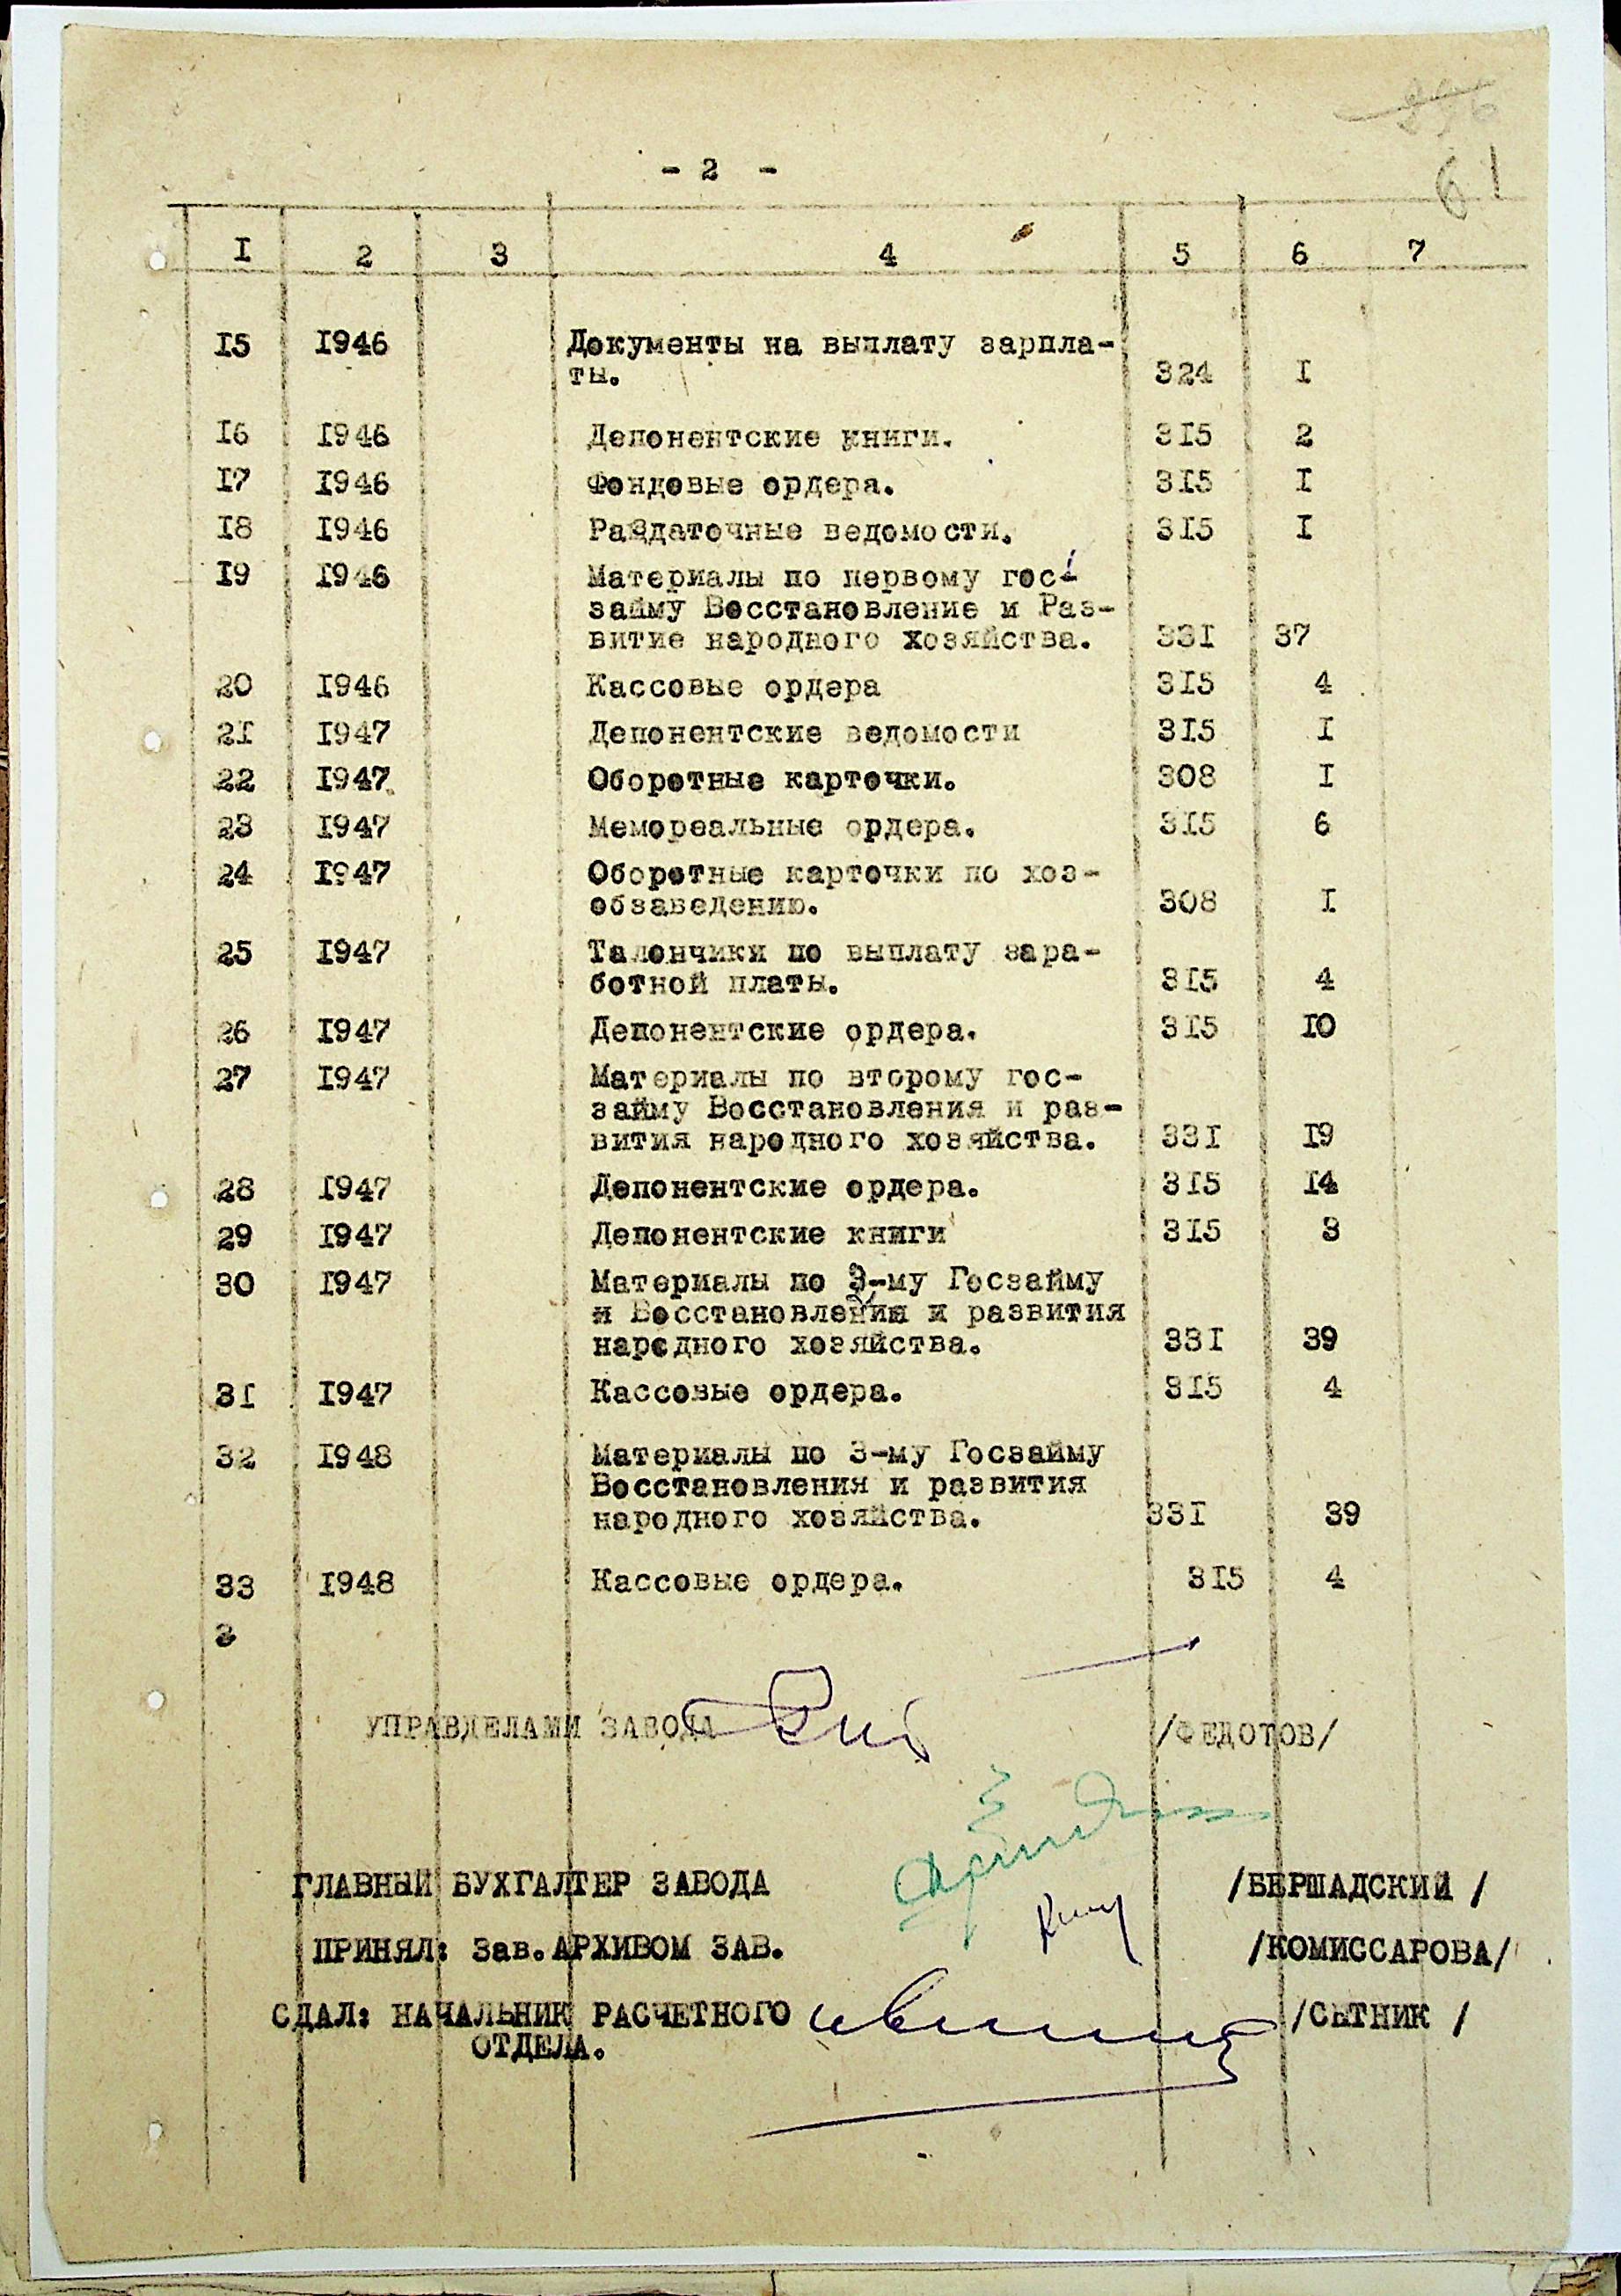 61
- 2 -
I 2 3 4 5 6 7
I5 I946 Документы на выплату зарпла-
ты. 324 I
I6 I946 Депонентские книги. 3I5 2
I7 I946 Фондовые ордера. 3I5 I
I8 I946 Раздаточные ведомости. 3I5 I
I9 I946 Материалы по первому гос-
займу Восстановление и Раз-
витие народного хозяйства. 33I 37
20 I946 Кассовые ордера 3I5 4
2I I947 Депонентские ведомости 3I5 I
22 I947 Оборотные карточки. 308 I
23 I947 Мемореальные ордера. 3I5 6
24 I947 Оборотные карточки по хоз-
обзаведению. 308 I
25 I947 Талончики по выплату зара-
ботной платы. 3I5 4
26 I947 Депонентские ордера. 3I5 IO
27 I947 Материалы по второму гос-
займу Восстановления и раз-
вития народного хозяйства. 33I I9
28 I947 Депонентские ордера. 3I5 I4
29 I947 Депонентские книги 3I5 3
30 I947 Материалы по 3-му Госзайму
и Восстановления и развития
народного хозяйства. 33I 39
3I I947 Кассовые ордера. 3I5 4
32 I948 Материалы по 3-му Госзайму
Восстановления и развития
народного хозяйства. 33I 39
33 I948 Кассовые ордера. 3I5 4
3
УПРАВДЕЛАМИ ЗАВОДА /ФЕДОТОВ/
ГЛАВНЫЙ БУХГАЛТЕР ЗАВОДА /БЕРШАДСКИЙ /
ПРИНЯЛ: Зав. АРХИВОМ ЗАВ. /КОМИССАРОВА/
СДАЛ: НАЧАЛЬНИК РАСЧЕТНОГО /СЫТНИК /
ОТДЕЛА.